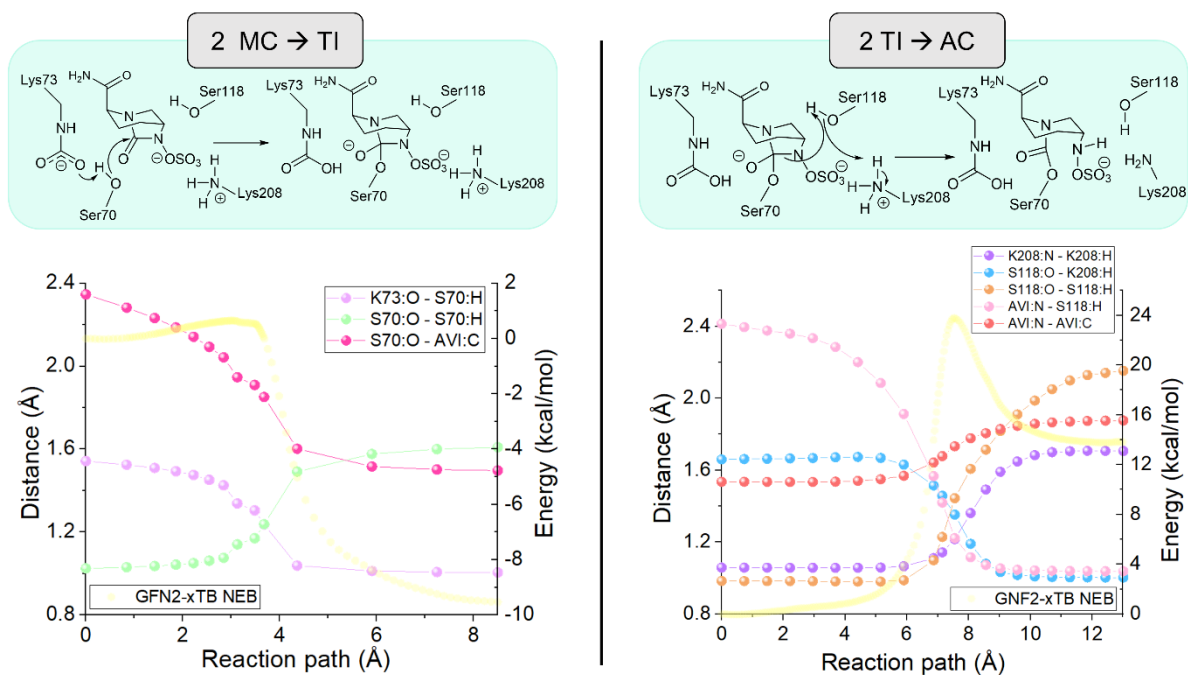 2 MC → TI
Lys73
H₂N
O
H
O
Ser118
N
N
NH
O
OSO₃
⊖
O
O
⊖
H
O
Ser70
H
H
N
H
⊕
Lys208
Lys73
H₂N
O
H
O
Ser118
N
N
NH
O
OH
⊖
O
O
OSO₃
⊖
Ser70
H
H
N
H
⊕
Lys208
2 TI → AC
Lys73
H₂N
O
H
O
Ser118
N
N
NH
O
OH
⊖
O
O
OSO₃
⊖
Ser70
H
H
N
H
⊕
Lys208
Lys73
H₂N
O
Ser118
O
H
N
N
H
NH
O
OH
O
O
OSO₃
⊖
Ser70
H₂N
Lys208
K73:O - S70:H
S70:O - S70:H
S70:O - AVI:C
GFN2-xTB NEB
2.4
2.0
1.6
1.2
0.8
Distance (Å)
2
0
-2
-4
-6
-8
-10
Energy (kcal/mol)
0
2
4
6
8
Reaction path (Å)
K208:N - K208:H
S118:O - K208:H
S118:O - S118:H
AVI:N - S118:H
AVI:N - AVI:C
GNF2-xTB NEB
2.4
2.0
1.6
1.2
0.8
Distance (Å)
24
20
16
12
8
4
0
Energy (kcal/mol)
0
2
4
6
8
10
12
Reaction path (Å)